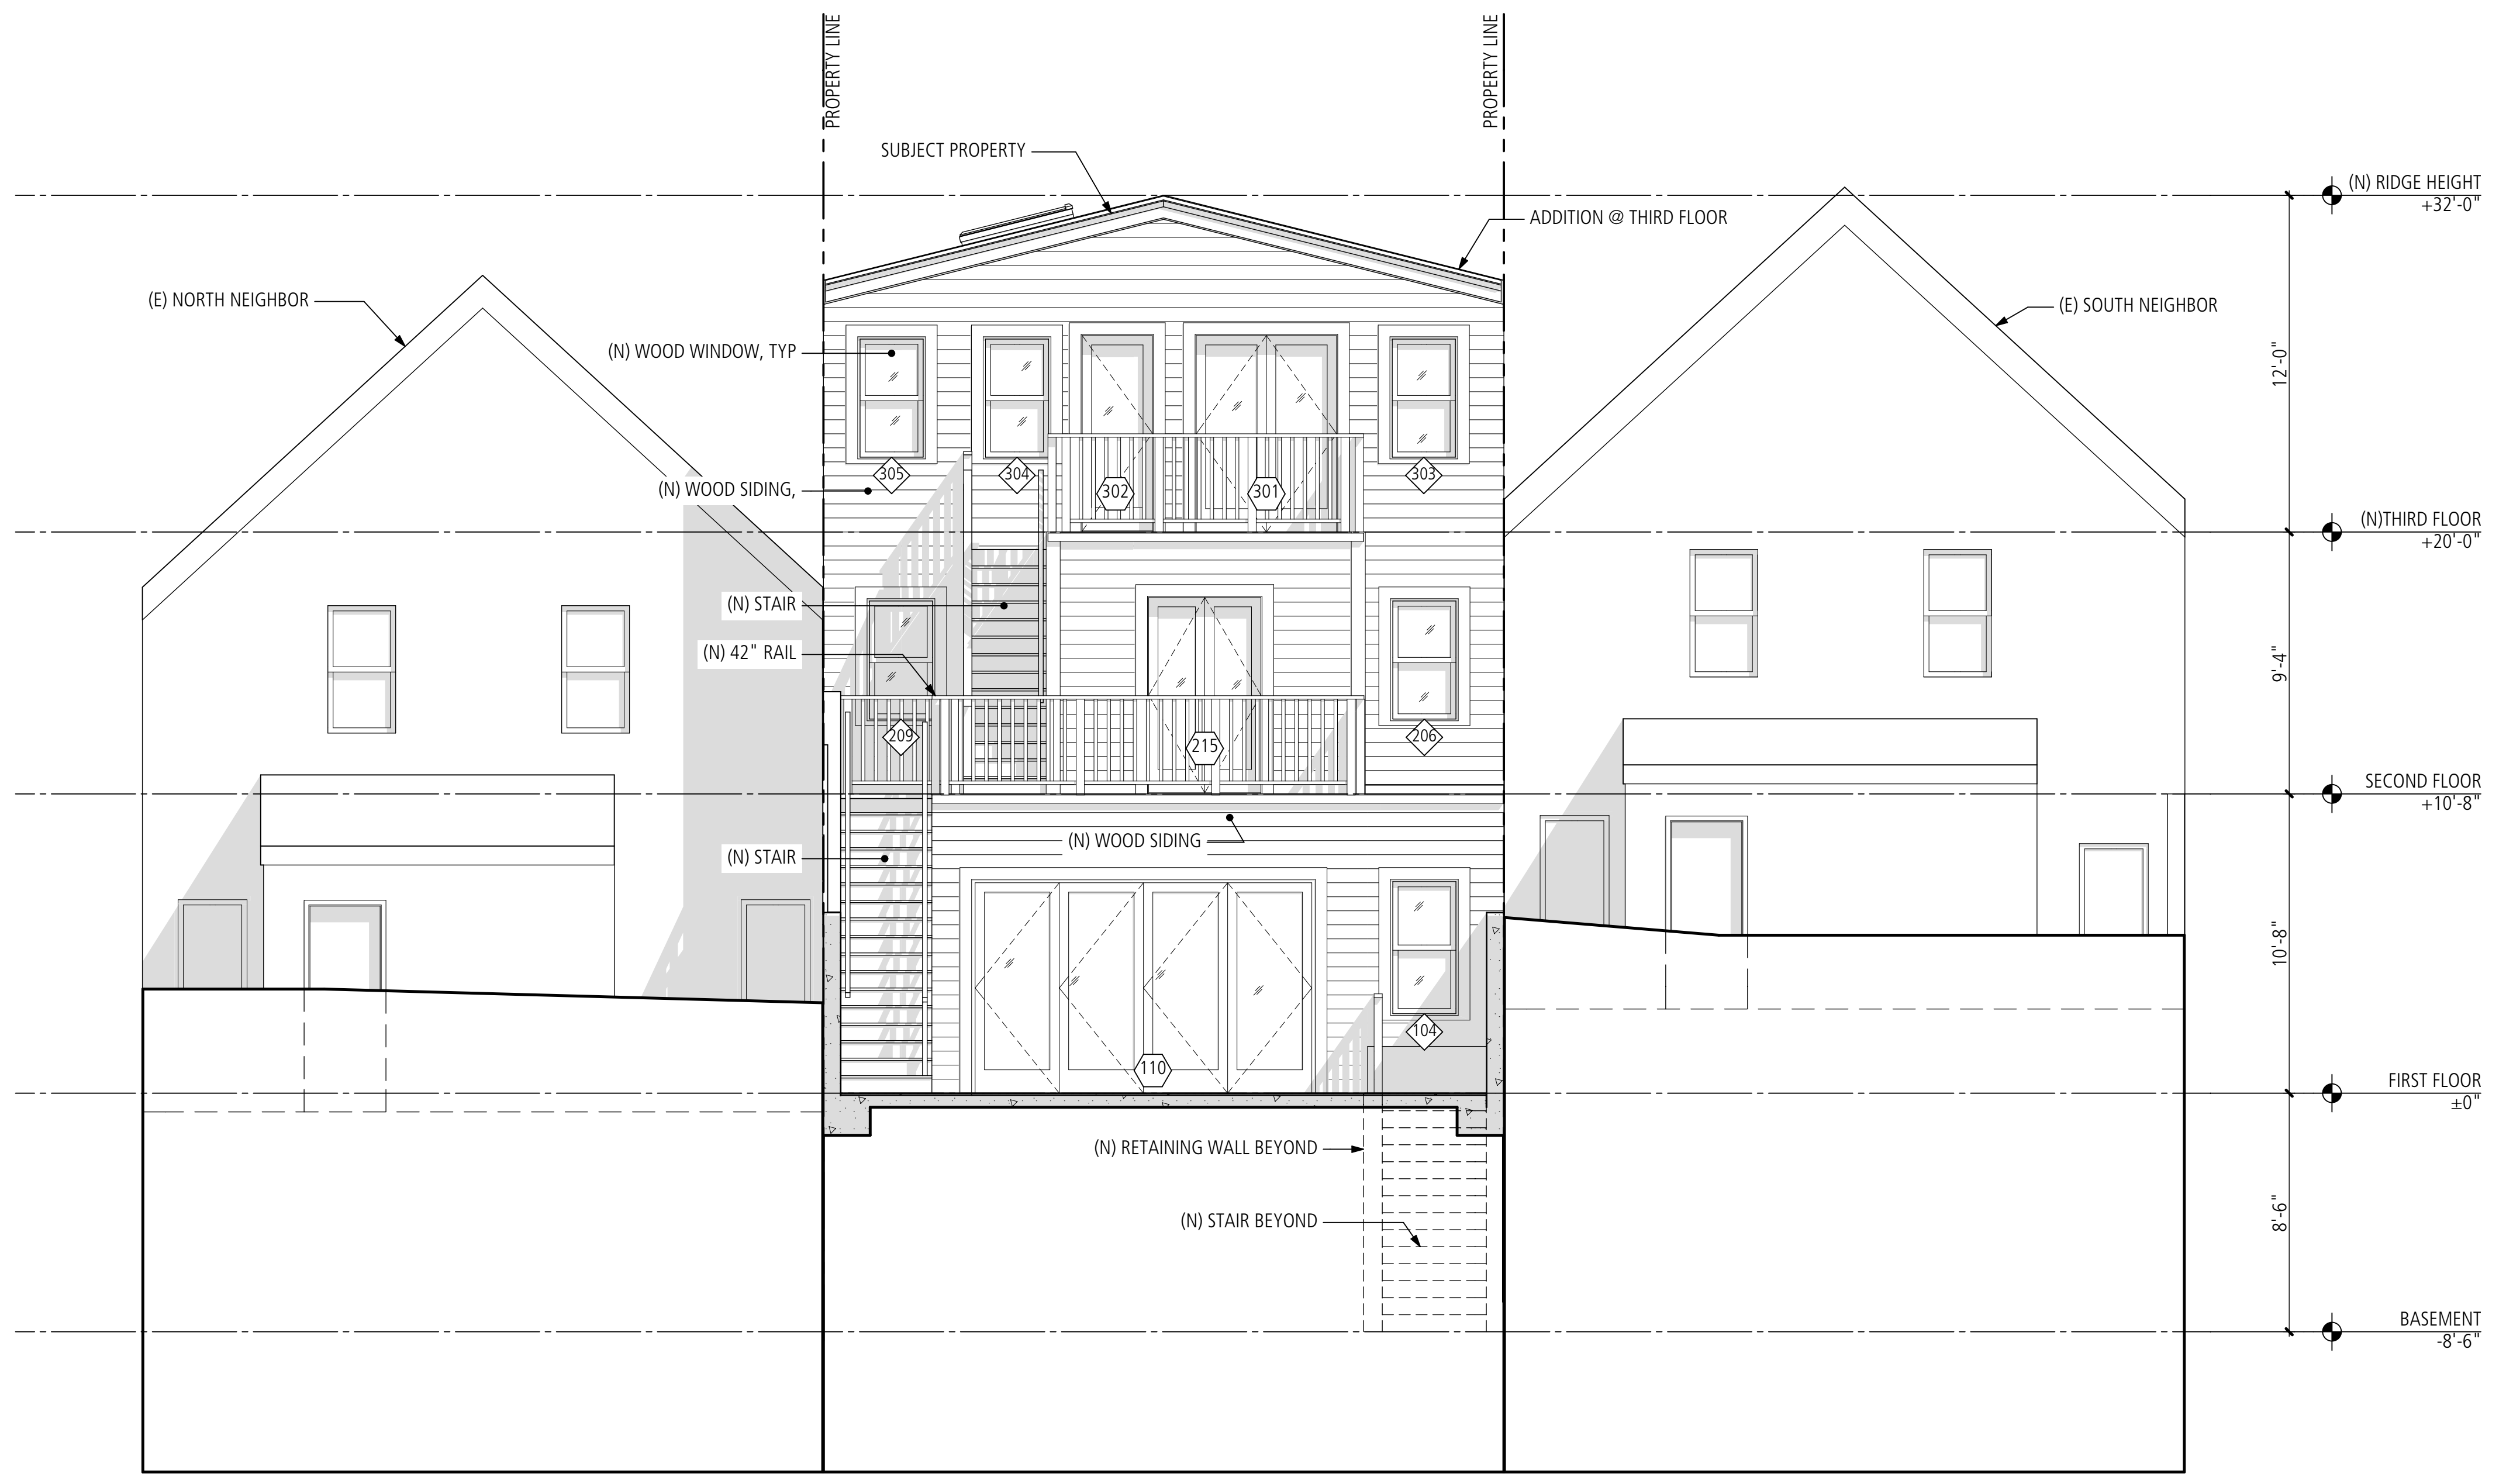 PROPERTY LINE
PROPERTY LINE
SUBJECT PROPERTY
(N) RIDGE HEIGHT
+32'-0"
ADDITION @ THIRD FLOOR
(E) NORTH NEIGHBOR
(E) SOUTH NEIGHBOR
(N) WOOD WINDOW, TYP
12'-0"
305
304
303
(N) WOOD SIDING,
302
301
(N)THIRD FLOOR
+20'-0"
(N) STAIR
(N) 42" RAIL
9'-4"
209
215
206
SECOND FLOOR
+10'-8"
(N) WOOD SIDING
(N) STAIR
10'-8"
104
110
FIRST FLOOR
±0"
(N) RETAINING WALL BEYOND
(N) STAIR BEYOND
8'-6"
BASEMENT
-8'-6"